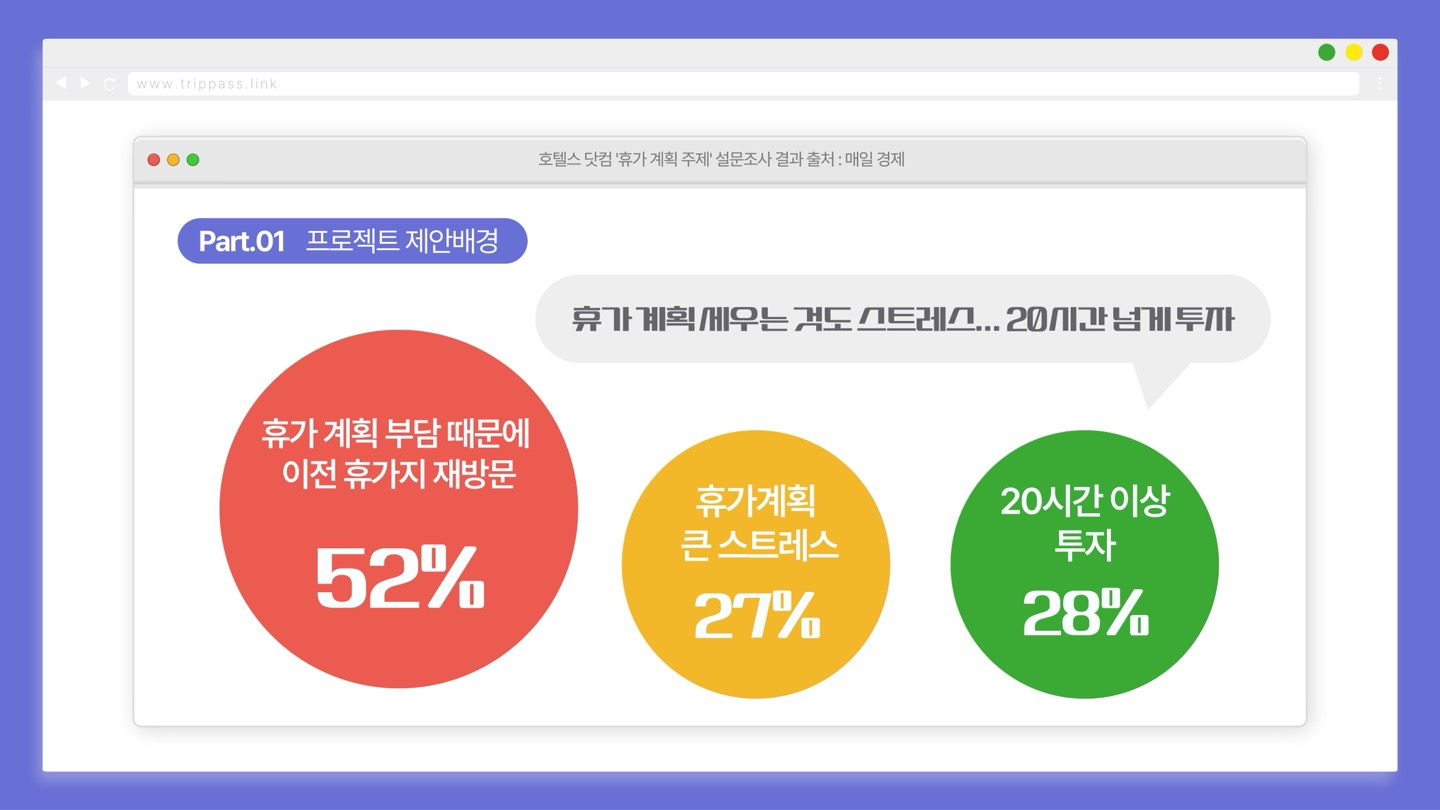 www.trippass.link
호텔스 닷컴 '휴가 계획 주제' 설문조사 결과 출처 : 매일 경제
Part.01 프로젝트 제안배경
휴가 계획 세우는 것도 스트레스... 20시간 넘게 투자
휴가 계획 부담 때문에
이전 휴가지 재방문
52%
휴가계획
큰 스트레스
27%
20시간 이상
투자
28%